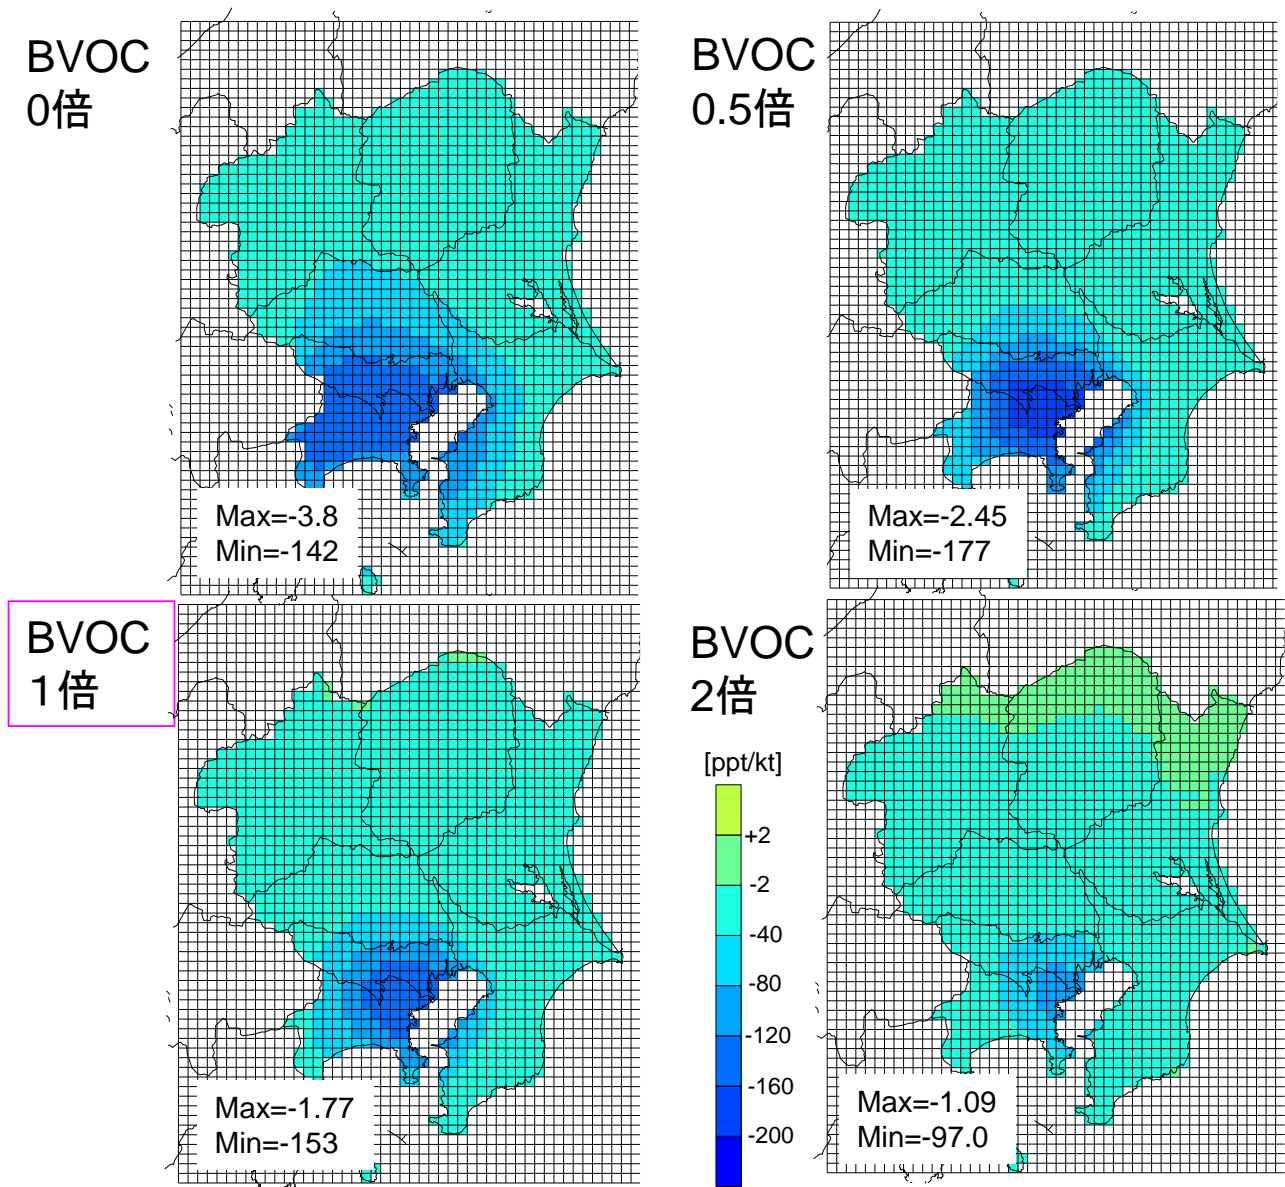 BVOC
0倍
Max=-3.8
Min=-142
BVOC
0.5倍
Max=-2.45
Min=-177
BVOC
１倍
Max=-1.77
Min=-153
BVOC
2倍
[ppt/kt]
+2
-2
-40
-80
-120
-160
-200
Max=-1.09
Min=-97.0